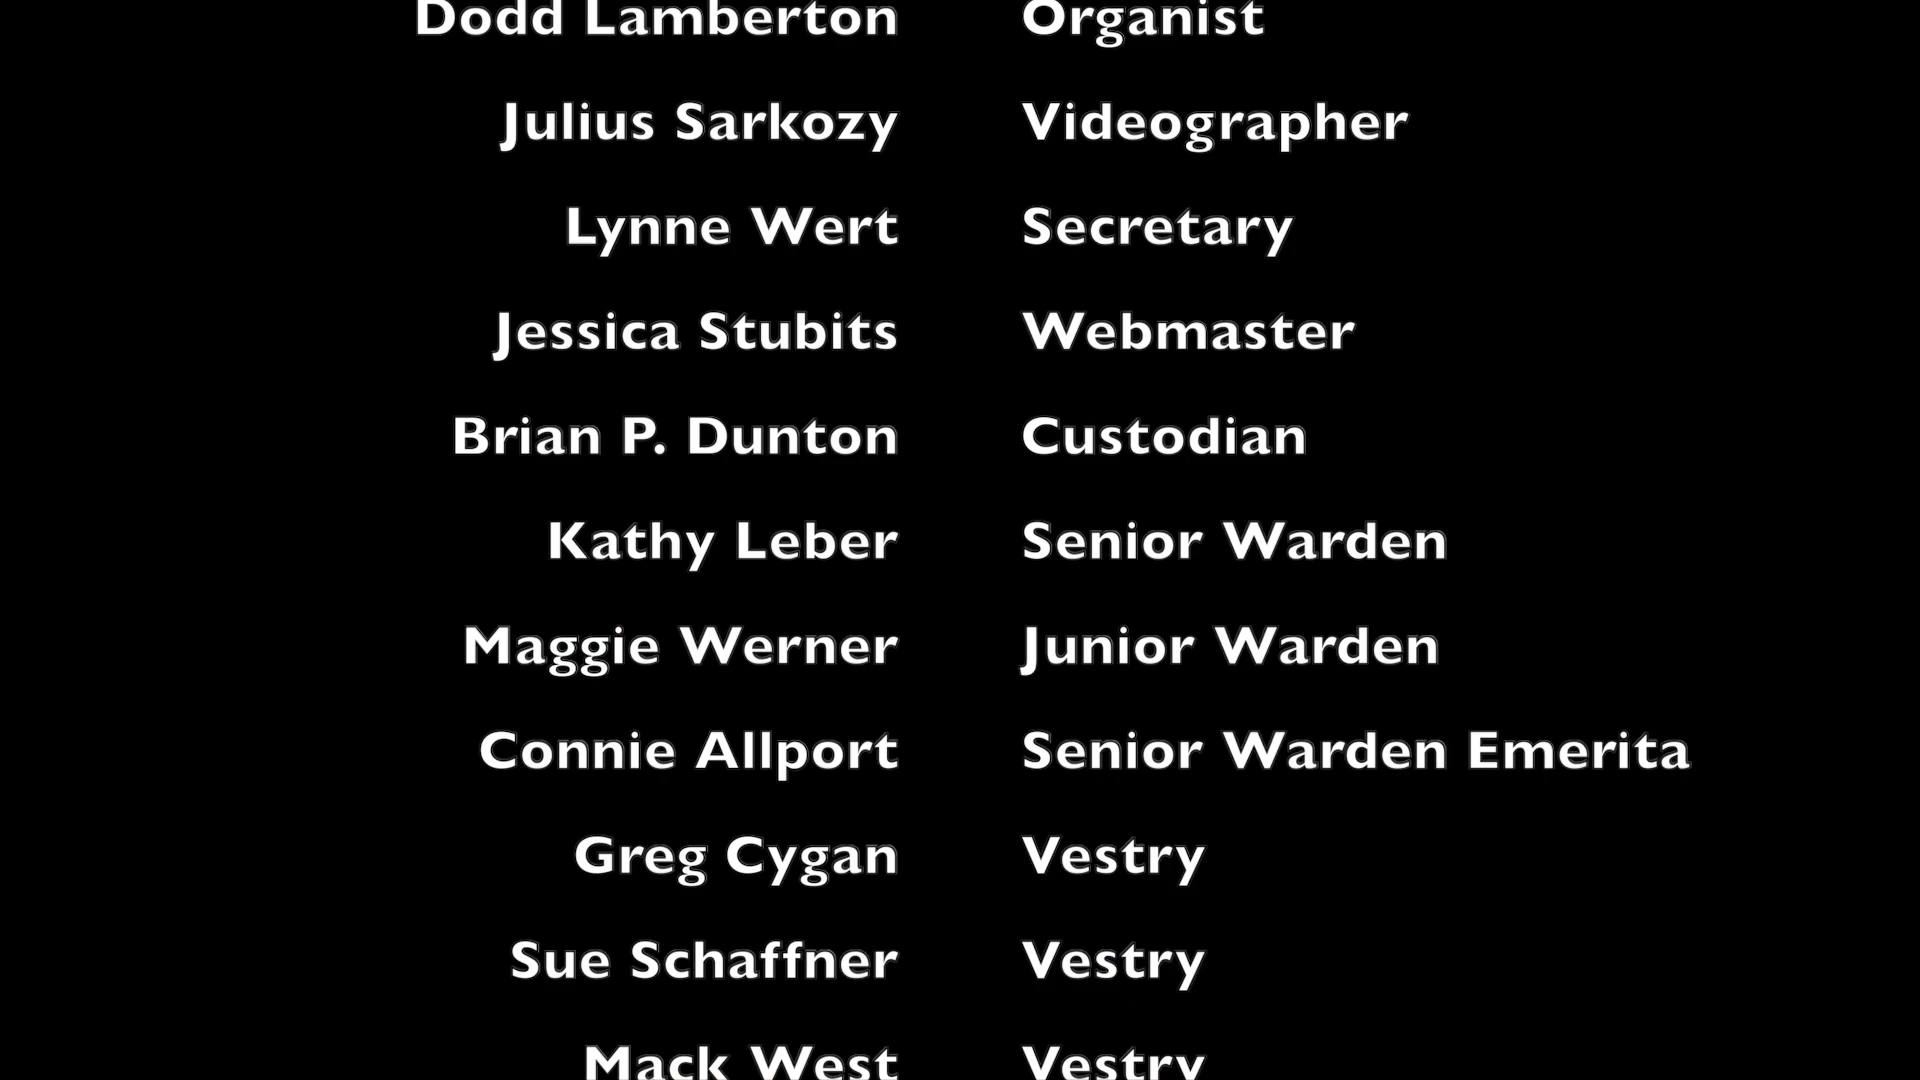 Dodd Lamberton Organist
Julius Sarkozy Videographer
Lynne Wert Secretary
Jessica Stubits Webmaster
Brian P. Dunton Custodian
Kathy Leber Senior Warden
Maggie Werner Junior Warden
Connie Allport Senior Warden Emerita
Greg Cygan Vestry
Sue Schaffner Vestry
Mack West Vestry